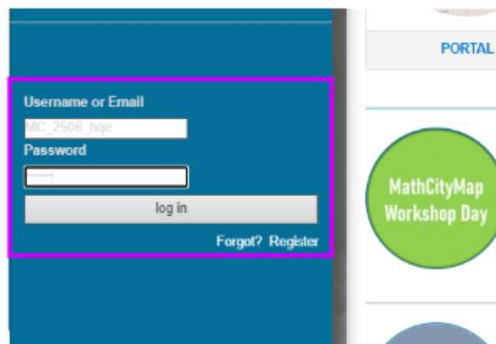 PORTAL
Username or Email
MC_2506_hqe
Password
log in
Forgot? Register
MathCityMap
Workshop Day